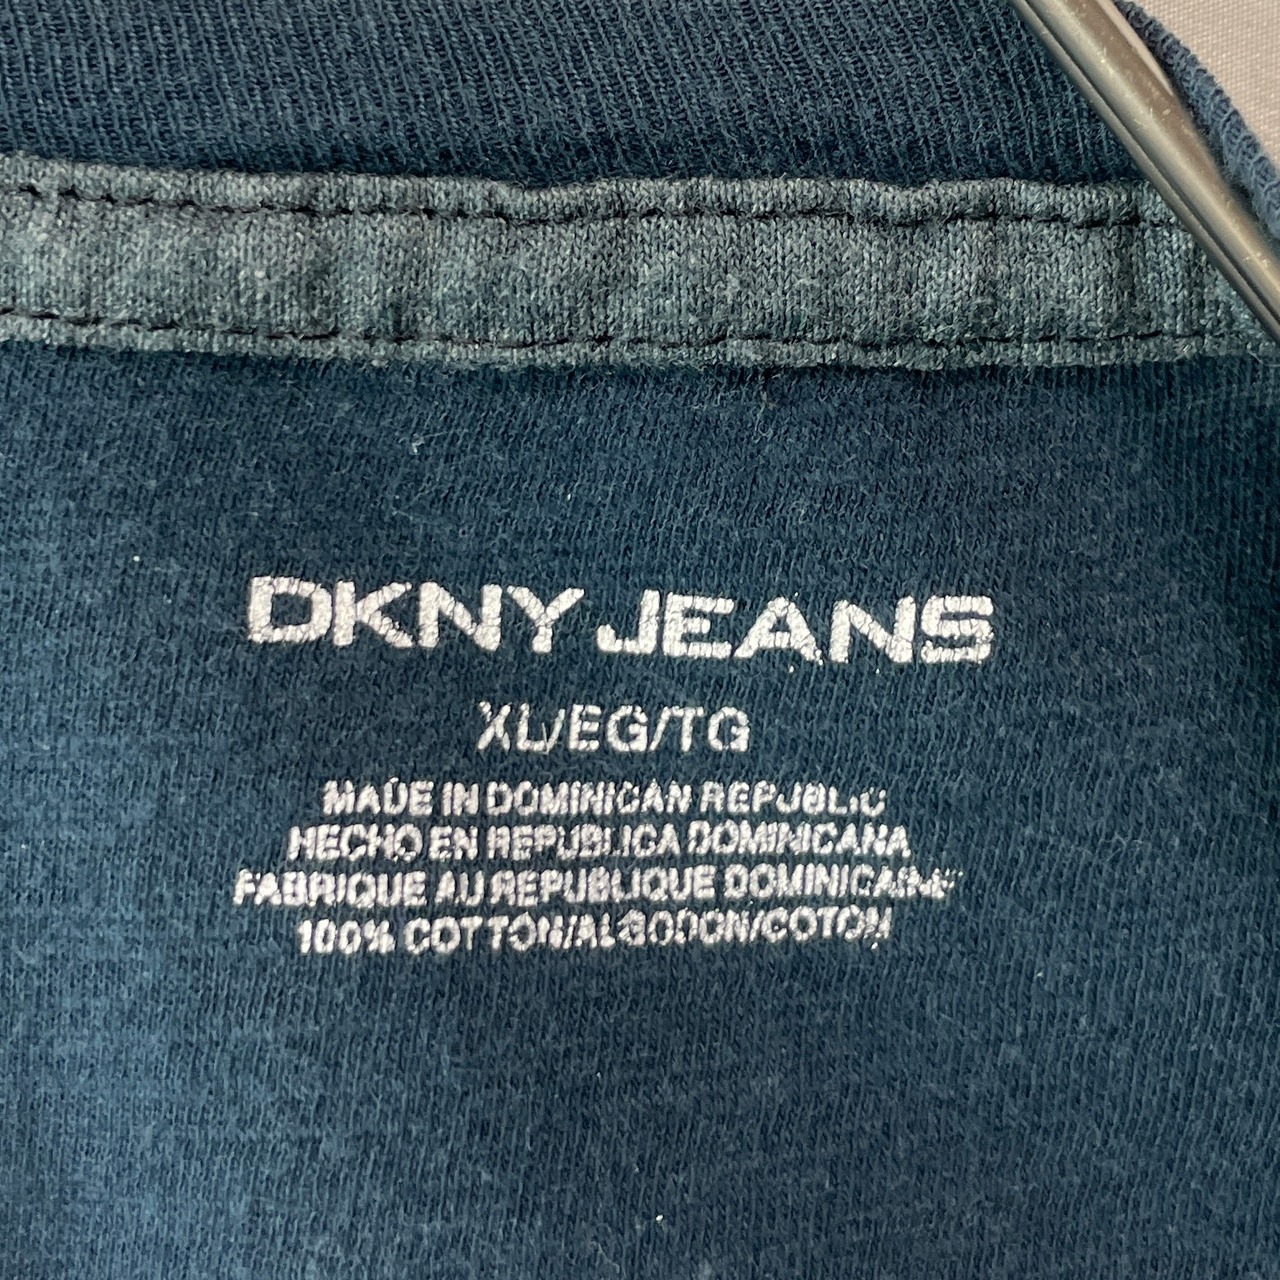 DKNY JEANS
XL/EG/TG
MADE IN DOMINICAN REPUBLIC
HECHO EN REPUBLICA DOMINICANA
FABRIQUE AU REPUBLIQUE DOMINICAINE
100% COTTON/ALGODON/COTON